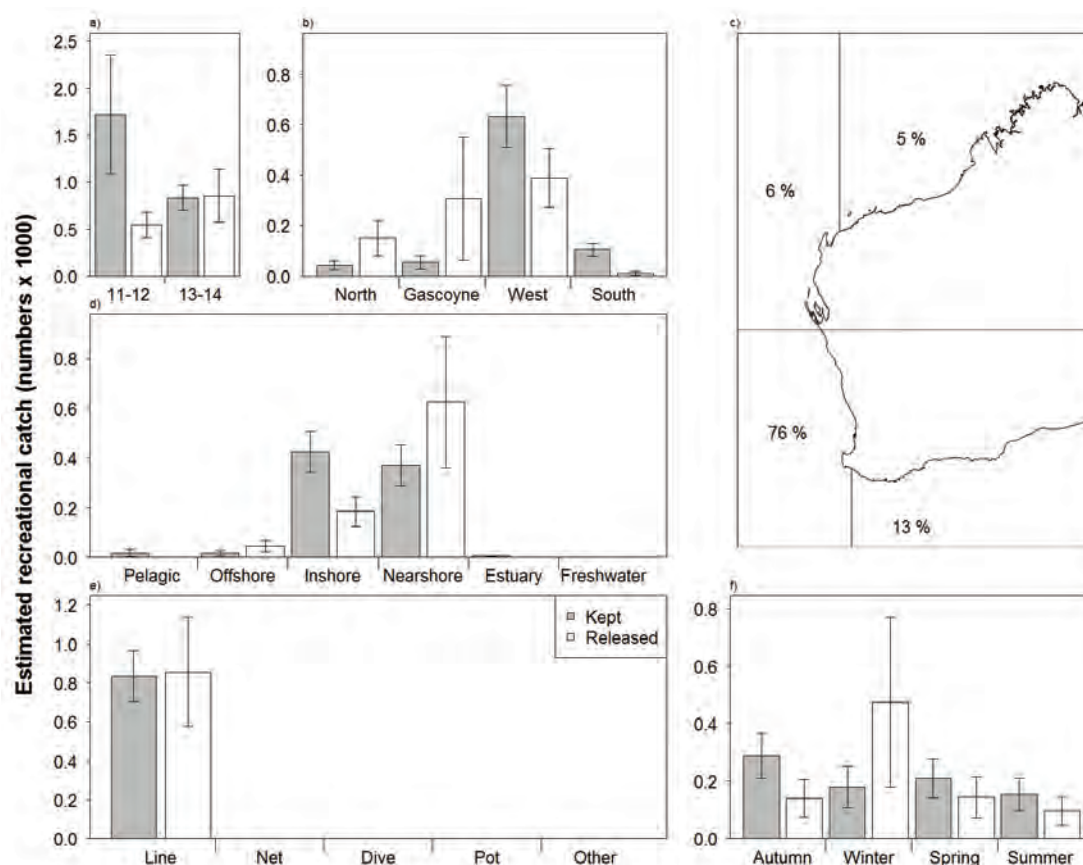 Estimated recreational catch (numbers x 1000)
a)
2.5
2.0
1.5
1.0
0.5
0.0
11-12 13-14
b)
0.8
0.6
0.4
0.2
0.0
North Gascoyne West South
c)
5 %
6 %
76 %
13 %
d)
0.8
0.6
0.4
0.2
0.0
Pelagic Offshore Inshore Nearshore Estuary Freshwater
e)
1.2
1.0
0.8
0.6
0.4
0.2
0.0
Kept
Released
Line Net Dive Pot Other
f)
0.8
0.6
0.4
0.2
0.0
Autumn Winter Spring Summer